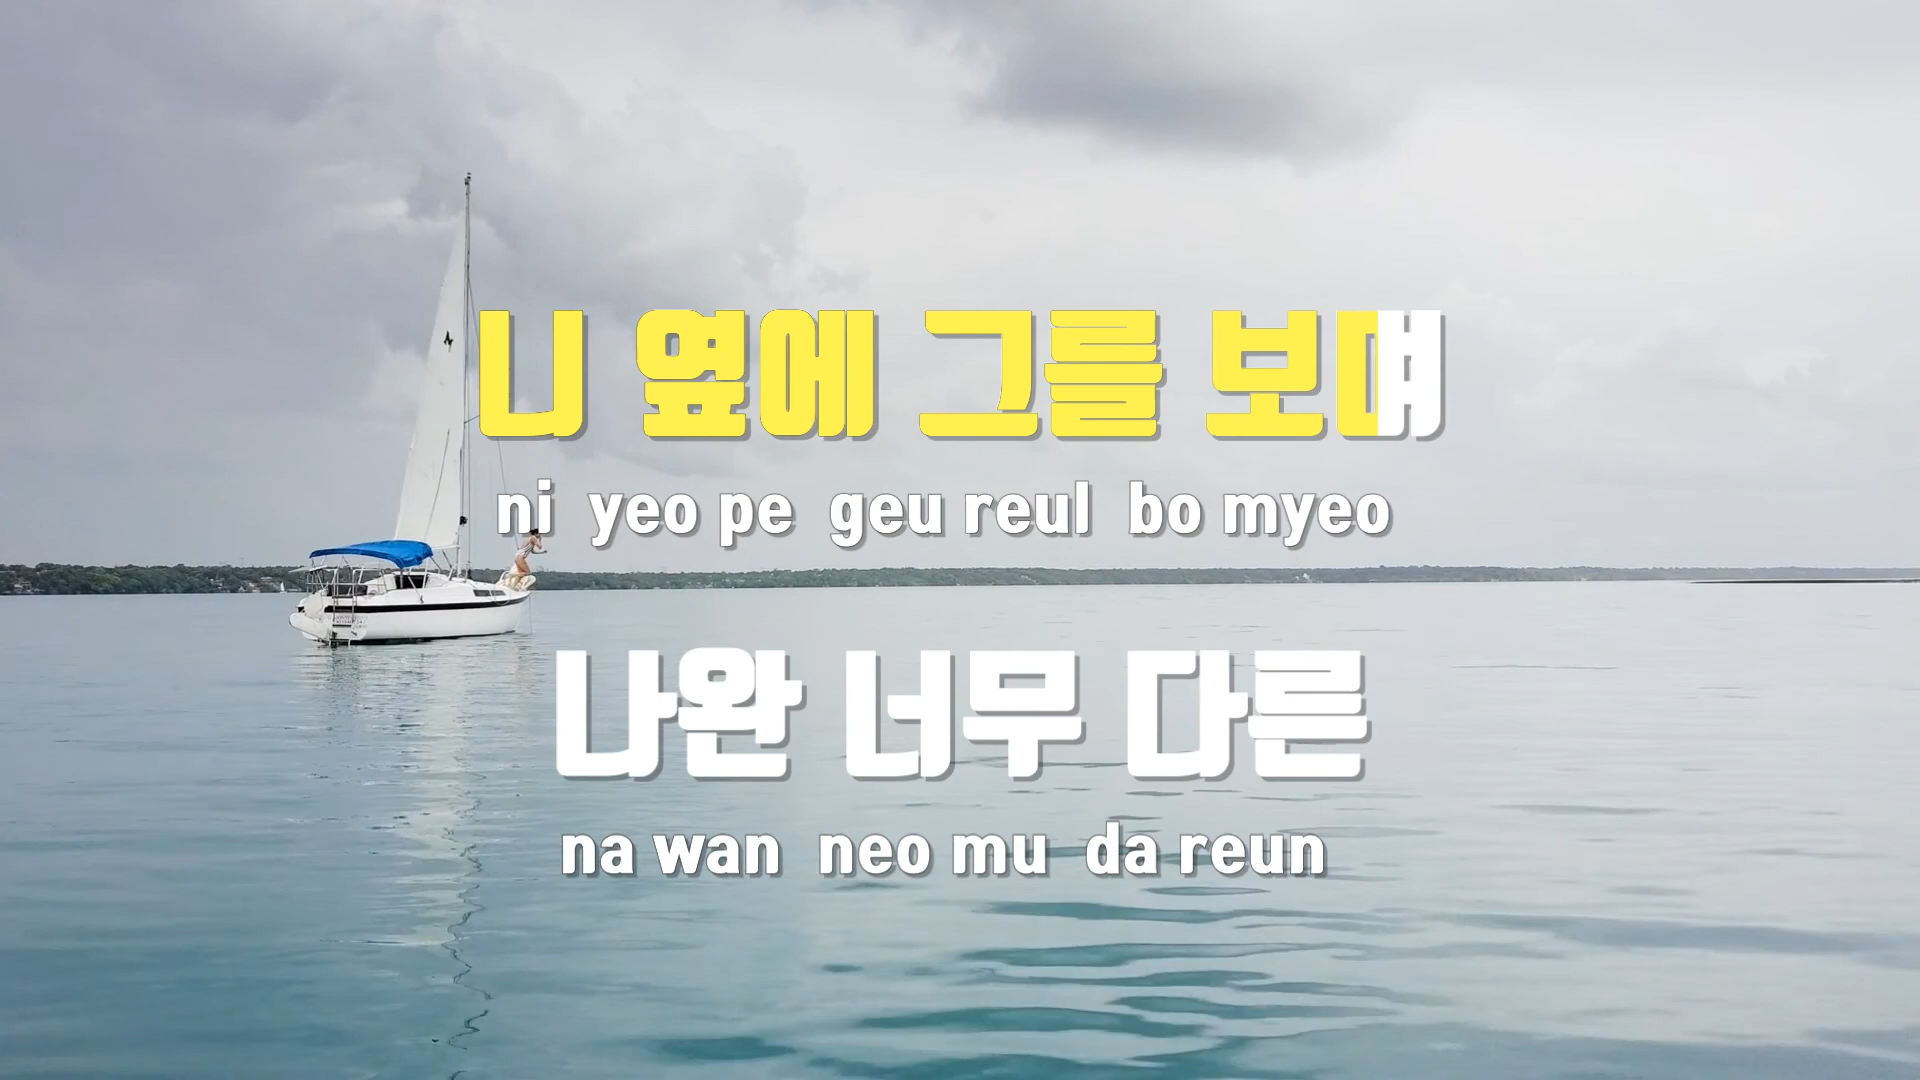 니 옆에 그를 보며
ni yeo pe geu reul bo myeo
나완 너무 다른
na wan neo mu da reun